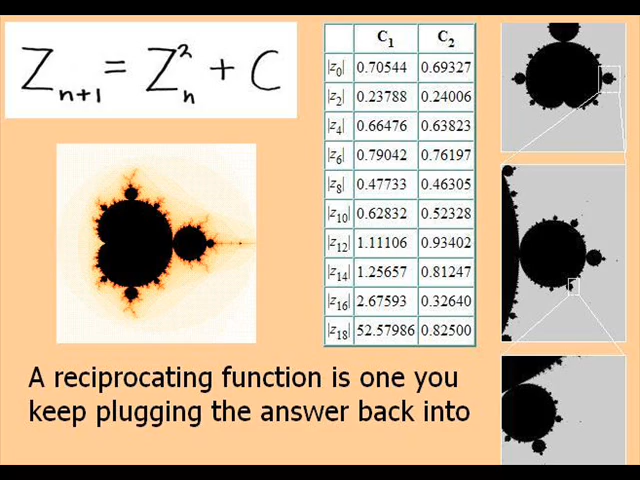 Zₙ₊₁ = Zₙ² + C
C₁ C₂
|z₀| 0.70544 0.69327
|z₂| 0.23788 0.24006
|z₄| 0.66476 0.63823
|z₆| 0.79042 0.76197
|z₈| 0.47733 0.46305
|z₁₀| 0.62832 0.52328
|z₁₂| 1.11106 0.93402
|z₁₄| 1.25657 0.81247
|z₁₆| 2.67593 0.32640
|z₁₈| 52.57986 0.82500
A reciprocating function is one you
keep plugging the answer back into